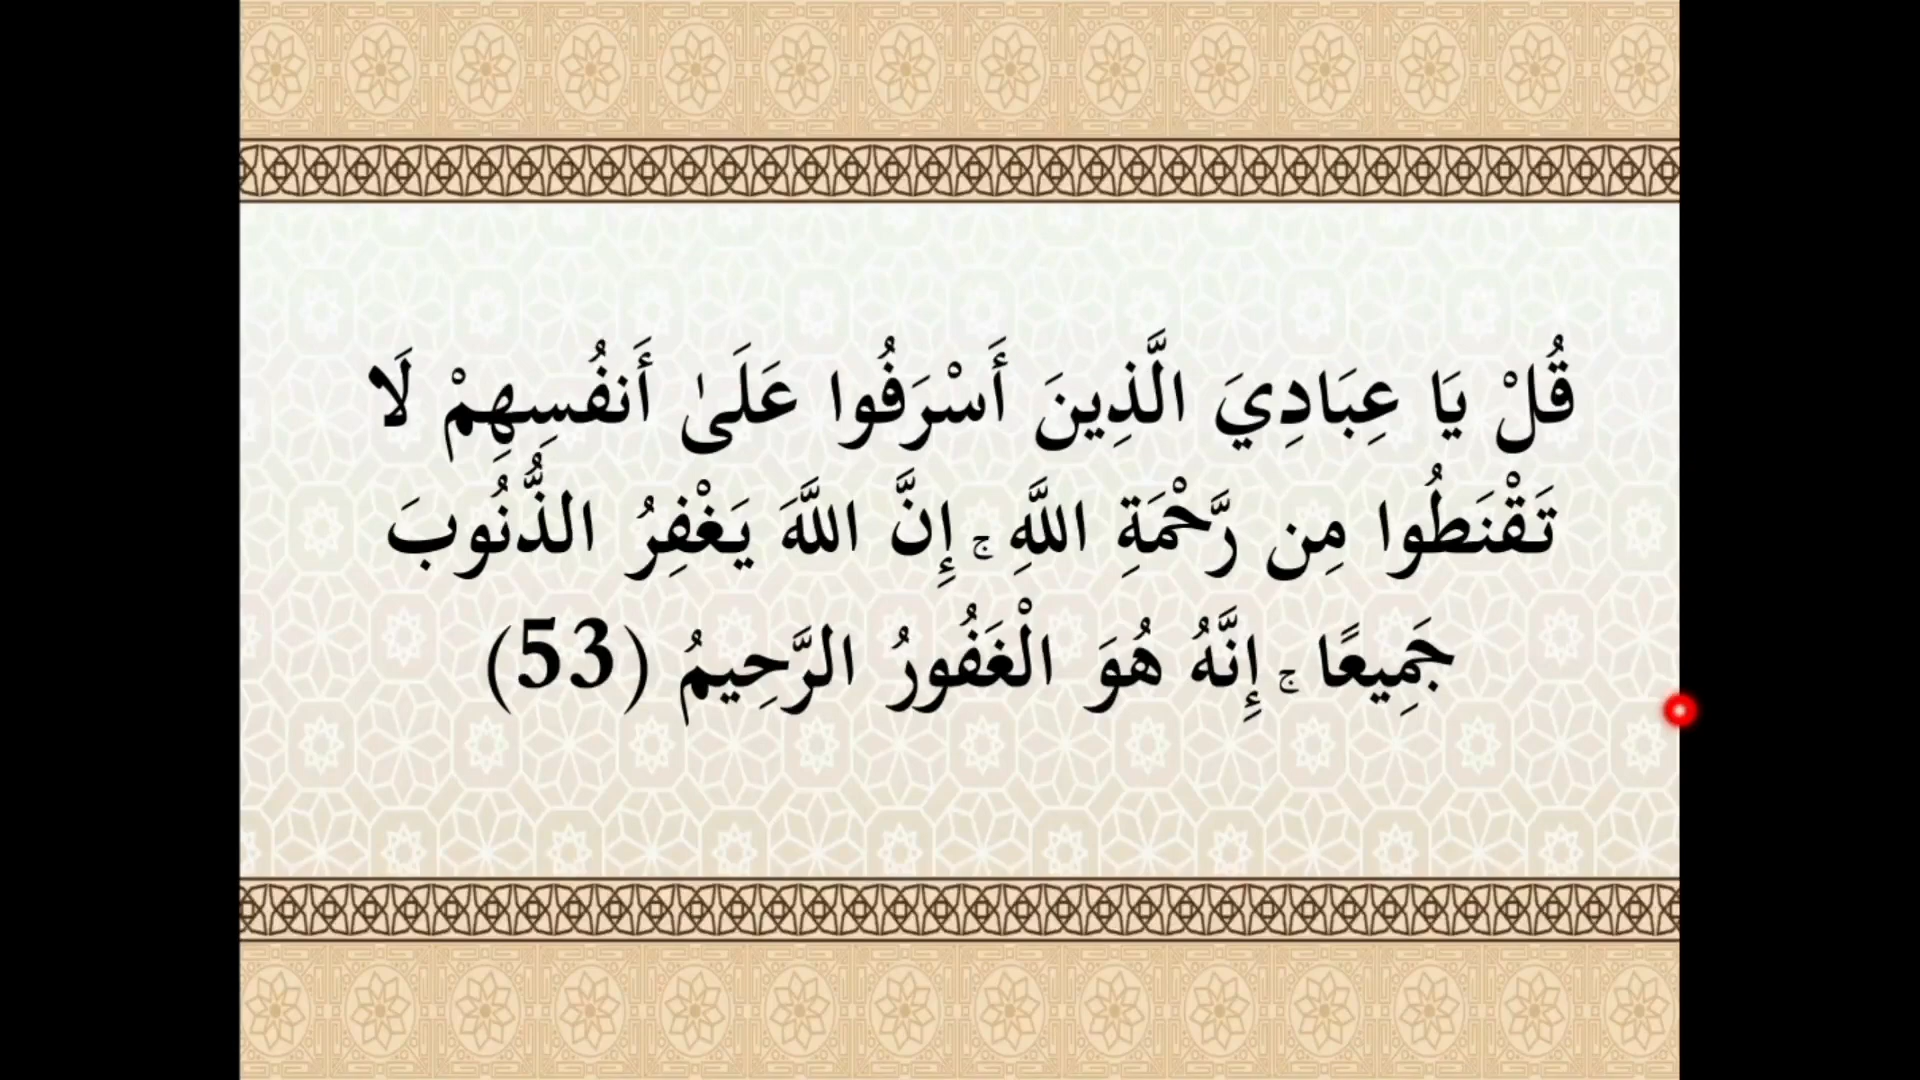 قُلْ يَا عِبَادِيَ الَّذِينَ أَسْرَفُوا عَلَىٰ أَنفُسِهِمْ لَا
تَقْنَطُوا مِن رَّحْمَةِ اللَّهِ ۚ إِنَّ اللَّهَ يَغْفِرُ الذُّنُوبَ
جَمِيعًا ۚ إِنَّهُ هُوَ الْغَفُورُ الرَّحِيمُ (53)